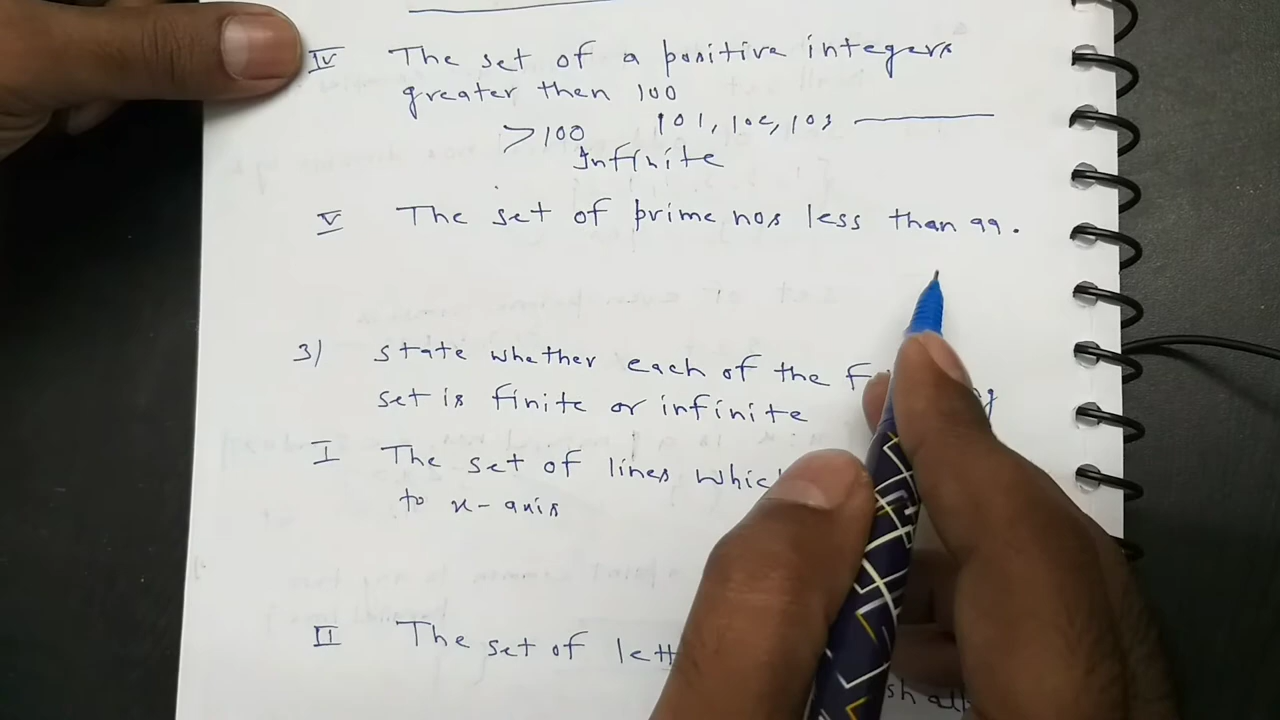 IV The set of a positive integers
greater then 100
>100 101, 102, 103
Infinite
V The set of prime nos less than 99.
3) state whether each of the
set is finite or infinite
I The set of lines
to x-axis
II The set of